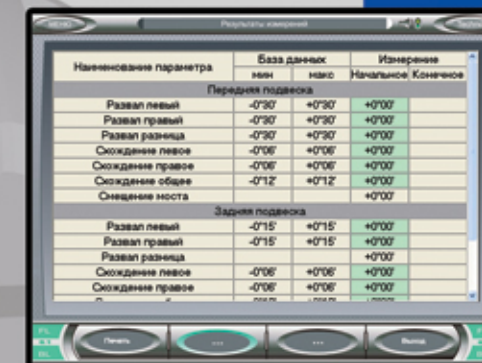 МЕНЮ Результаты измерений
Наименование параметра База данных Измерение
мин макс Начальное Конечное
Передняя подвеска
Развал левый -0°30' +0°30' +0°00'
Развал правый -0°30' +0°30' +0°00'
Развал разница -0°30' +0°30' +0°00'
Схождение левое -0°06' +0°06' +0°00'
Схождение правое -0°06' +0°06' +0°00'
Схождение общее -0°12' +0°12' +0°00'
Смещение моста +0°00'
Задняя подвеска
Развал левый -0°15' +0°15' +0°00'
Развал правый -0°15' +0°15' +0°00'
Развал разница +0°00'
Схождение левое -0°06' +0°06' +0°00'
Схождение правое -0°06' +0°06' +0°00'
Печать ... ... Выход